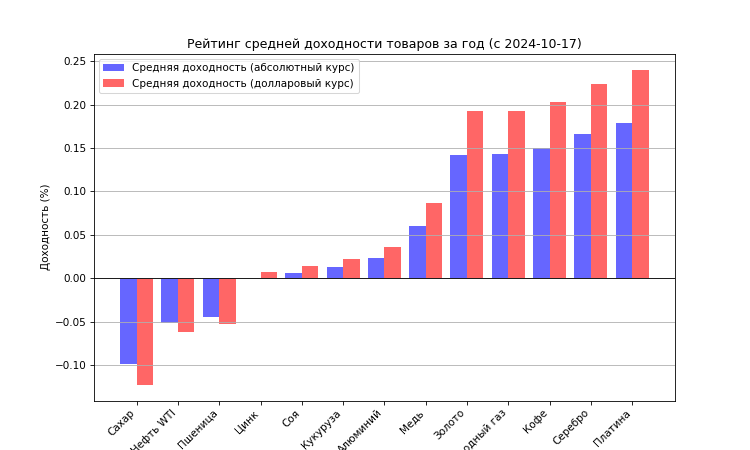 Рейтинг средней доходности товаров за год (с 2024-10-17)
Средняя доходность (абсолютный курс)
Средняя доходность (долларовый курс)
Доходность (%)
0.25
0.20
0.15
0.10
0.05
0.00
−0.05
−0.10
Сахар
Нефть WTI
Пшеница
Цинк
Соя
Кукуруза
Алюминий
Медь
Золото
одный газ
Кофе
Серебро
Платина